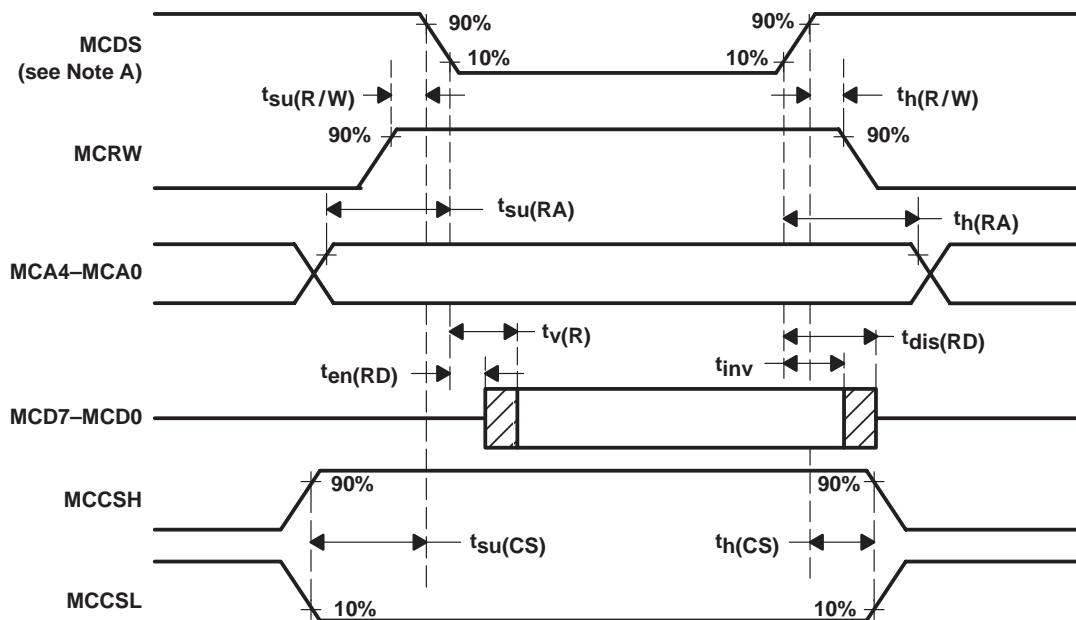 MCDS
(see Note A)
90%
10%
90%
10%
tsu(R/W)
th(R/W)
MCRW
90%
90%
tsu(RA)
th(RA)
MCA4–MCA0
tv(R)
tdis(RD)
ten(RD)
tinv
MCD7–MCD0
MCCSH
90%
90%
tsu(CS)
th(CS)
MCCSL
10%
10%